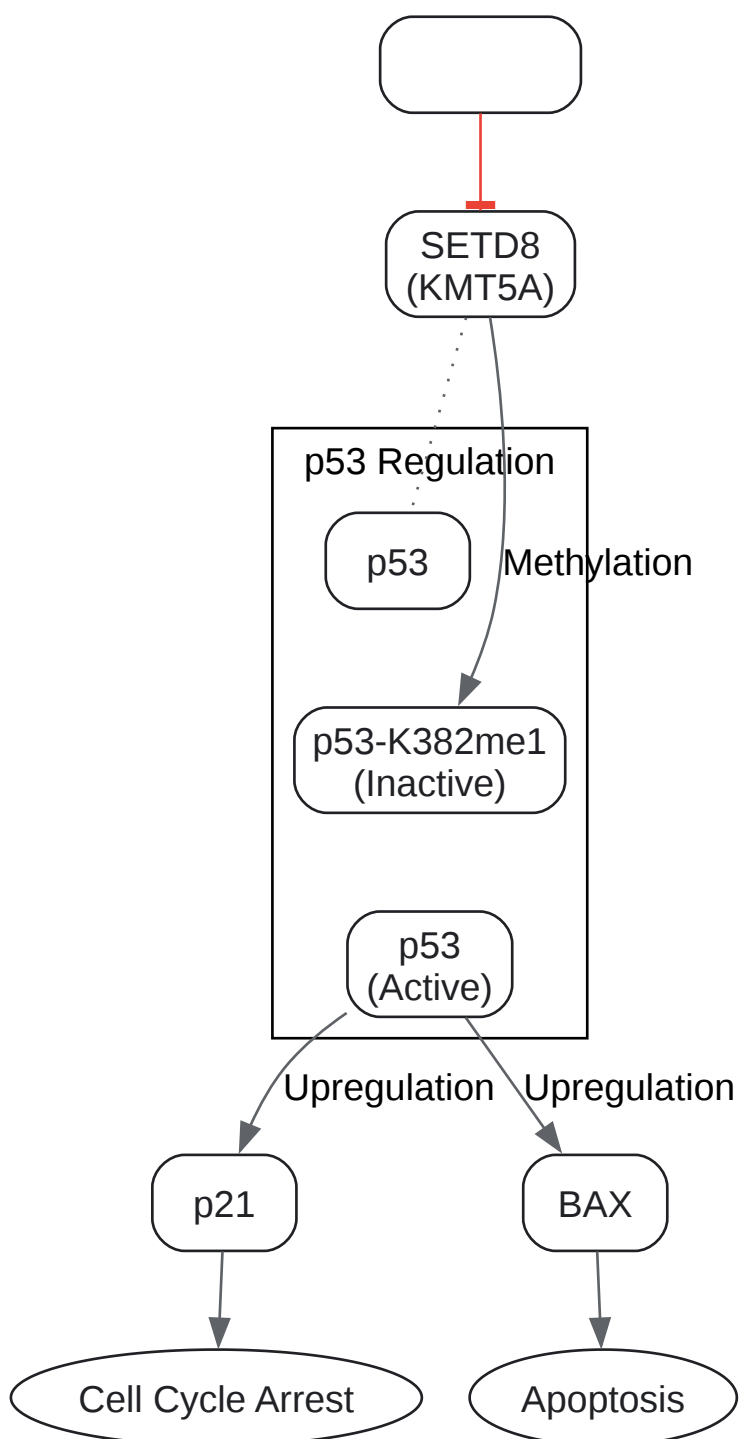 SETD8
(KMT5A)
p53 Regulation
p53
Methylation
p53-K382me1
(Inactive)
p53
(Active)
Upregulation
Upregulation
p21
BAX
Cell Cycle Arrest
Apoptosis